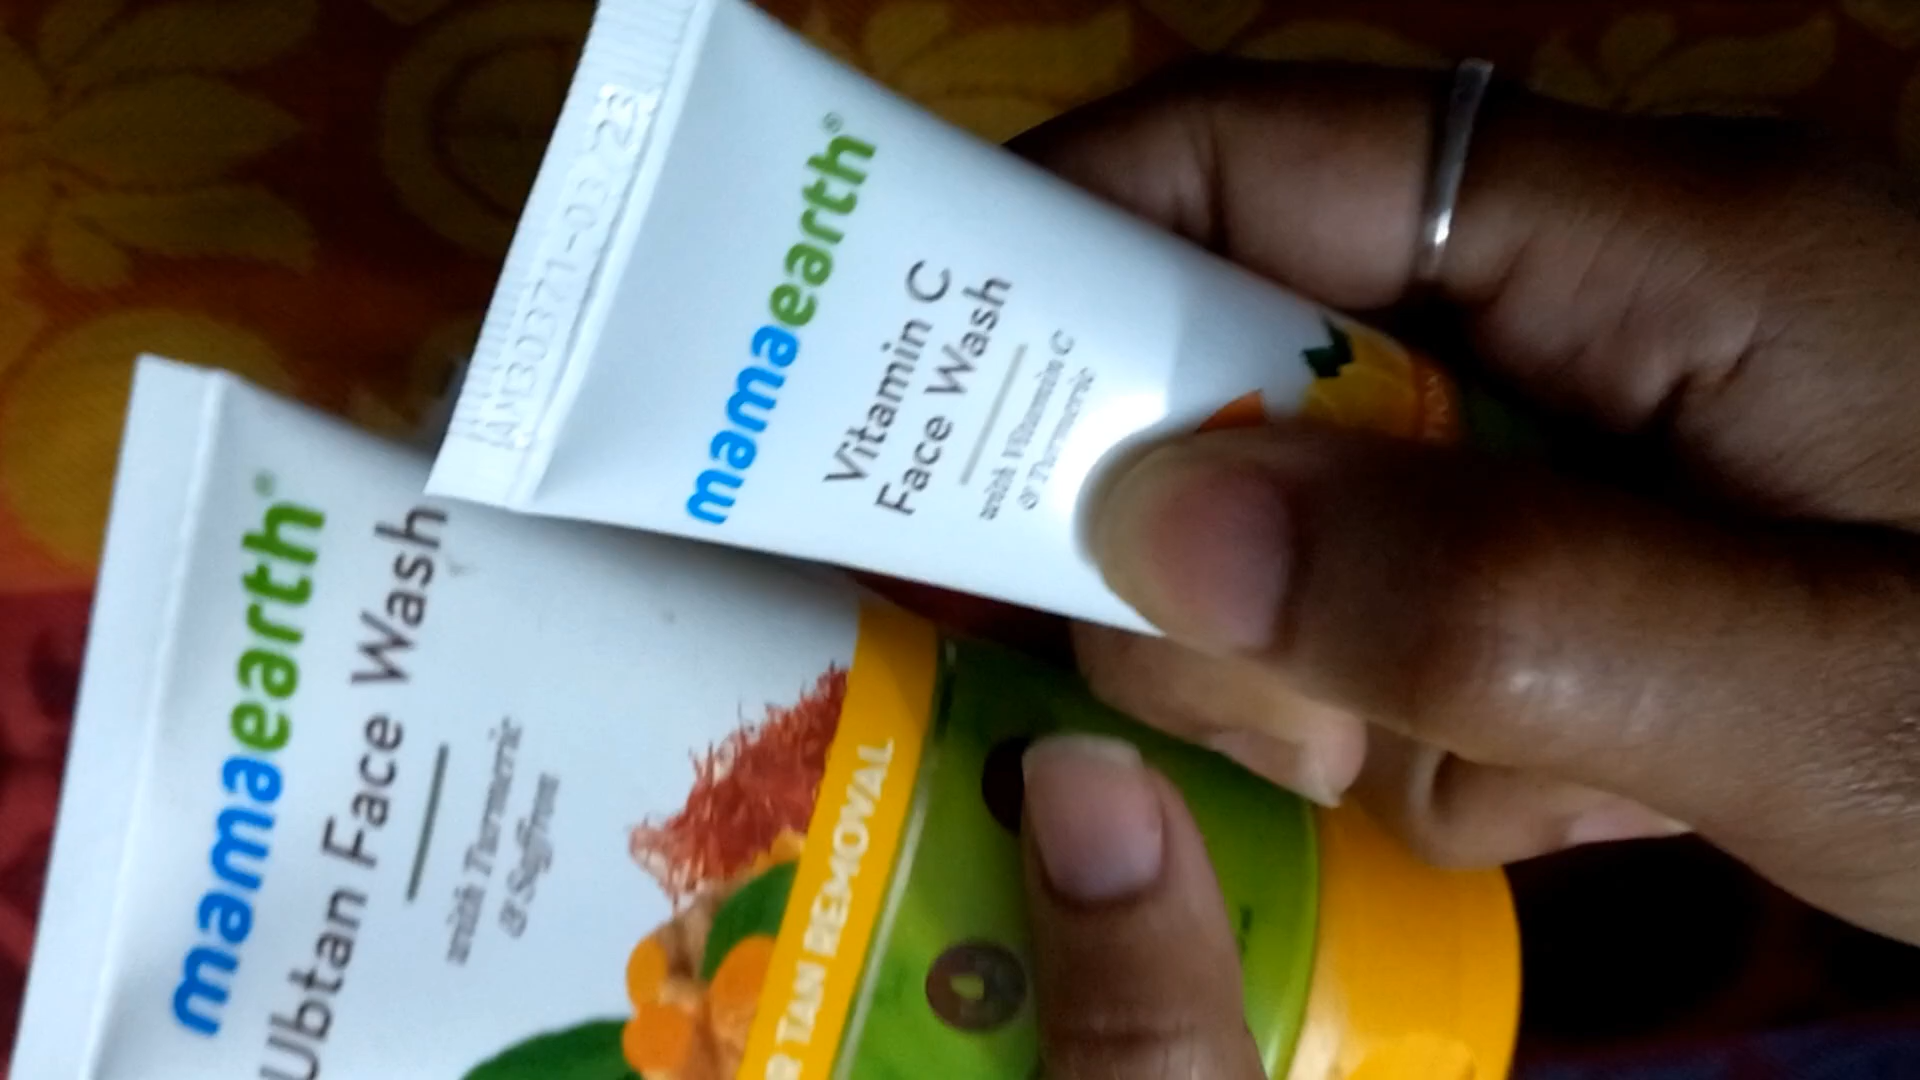 mamaearth®
Vitamin C
Face Wash
with Vitamin C
& Turmeric
mamaearth®
Ubtan Face Wash
with Turmeric
& Saffron
TAN REMOVAL